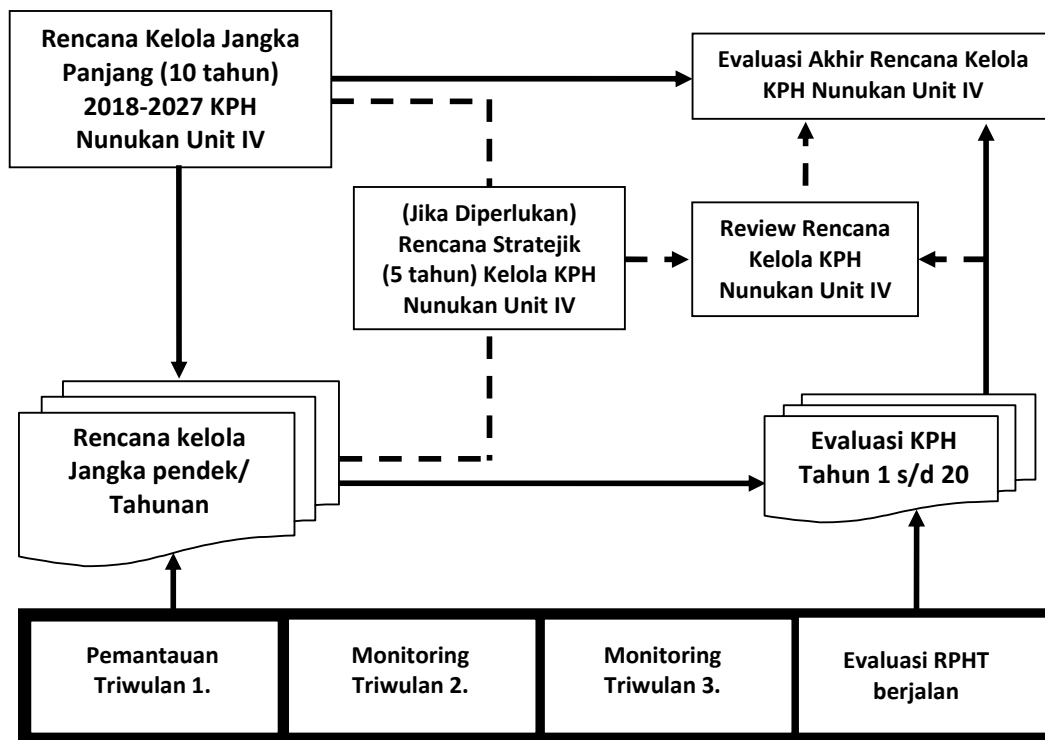 Rencana Kelola Jangka
Panjang (10 tahun)
2018-2027 KPH
Nunukan Unit IV
Evaluasi Akhir Rencana Kelola
KPH Nunukan Unit IV
(Jika Diperlukan)
Rencana Stratejik
(5 tahun) Kelola KPH
Nunukan Unit IV
Review Rencana
Kelola KPH
Nunukan Unit IV
Rencana kelola
Jangka pendek/
Tahunan
Evaluasi KPH
Tahun 1 s/d 20
Pemantauan
Triwulan 1.
Monitoring
Triwulan 2.
Monitoring
Triwulan 3.
Evaluasi RPHT
berjalan